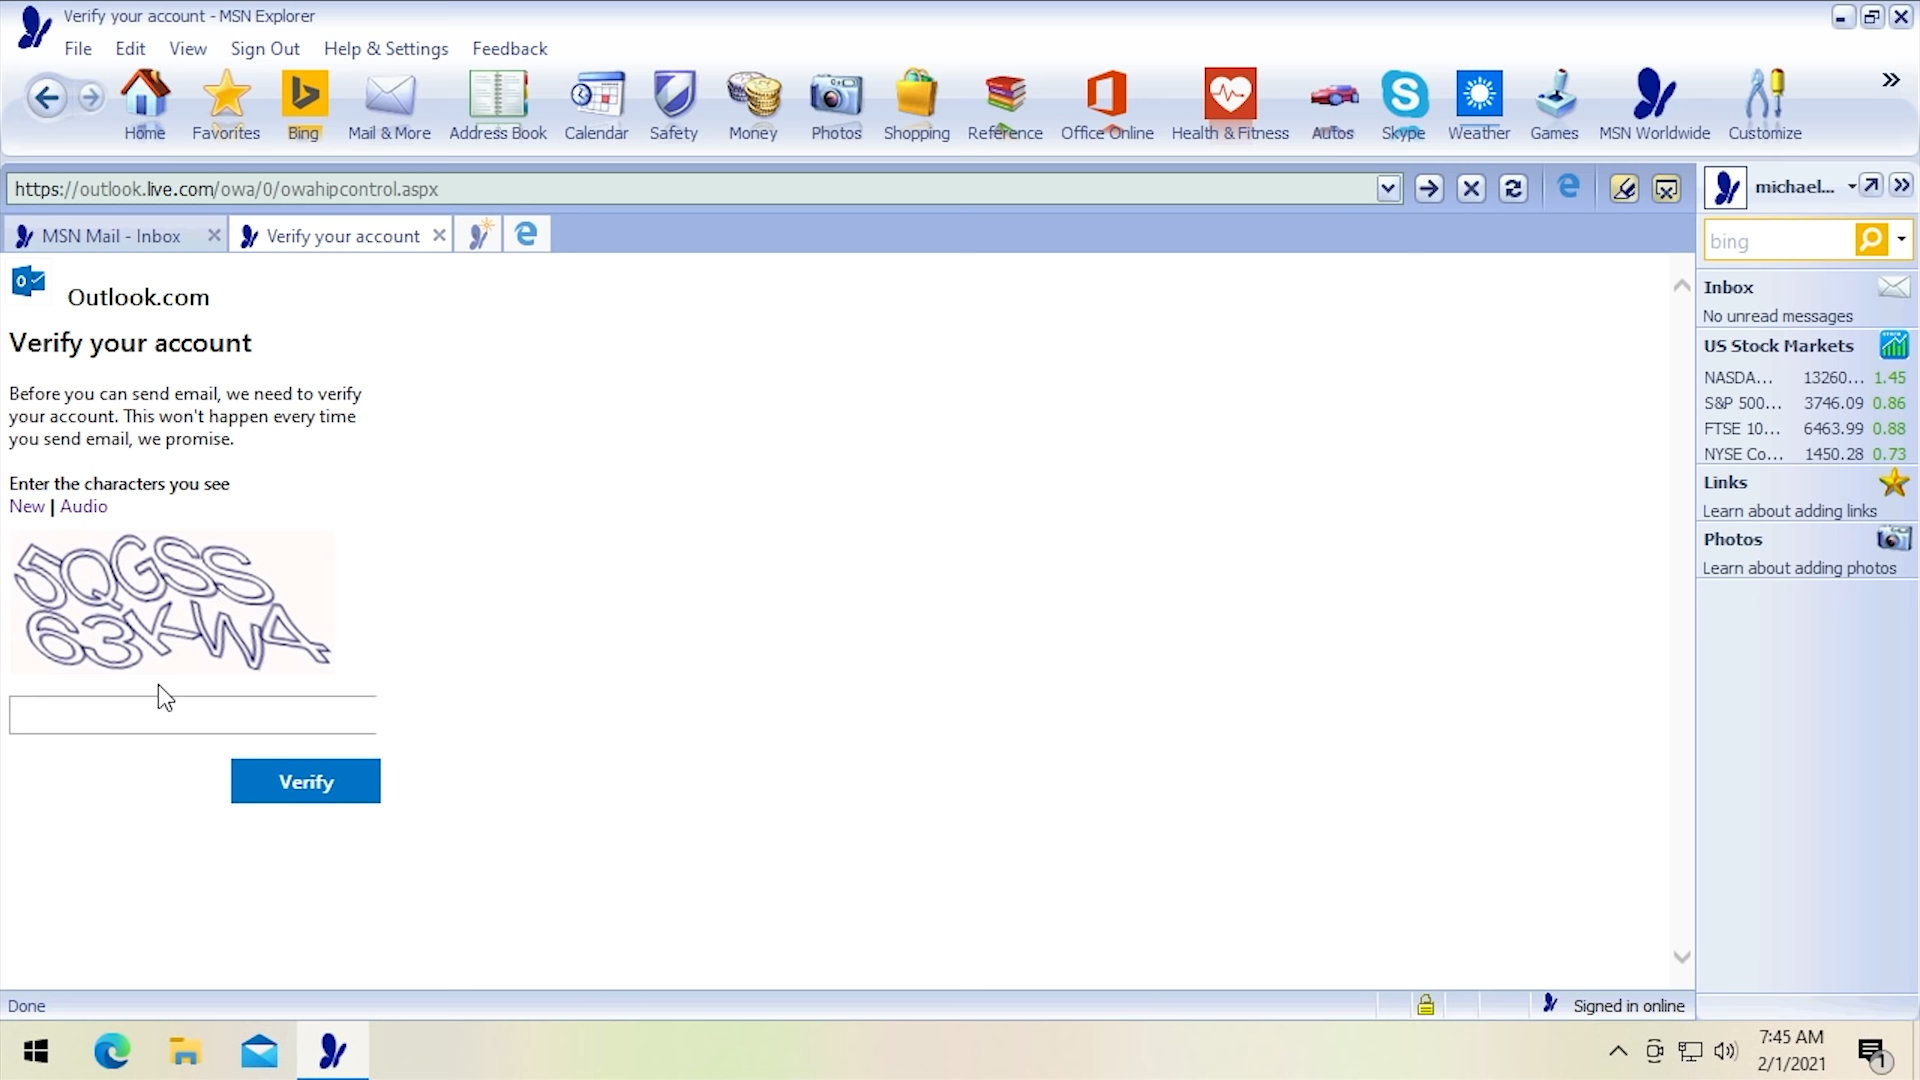 Verify your account - MSN Explorer
File Edit View Sign Out Help & Settings Feedback
Home Favorites Bing Mail & More Address Book Calendar Safety Money Photos Shopping Reference Office Online Health & Fitness Autos Skype Weather Games MSN Worldwide Customize
https://outlook.live.com/owa/0/owahipcontrol.aspx
MSN Mail - Inbox Verify your account
Outlook.com
Verify your account
Before you can send email, we need to verify
your account. This won't happen every time
you send email, we promise.
Enter the characters you see
New | Audio
Verify
michael...
bing
Inbox
No unread messages
US Stock Markets
NASDA... 13260... 1.45
S&P 500... 3746.09 0.86
FTSE 10... 6463.99 0.88
NYSE Co... 1450.28 0.73
Links
Learn about adding links
Photos
Learn about adding photos
Done
Signed in online
7:45 AM
2/1/2021
1